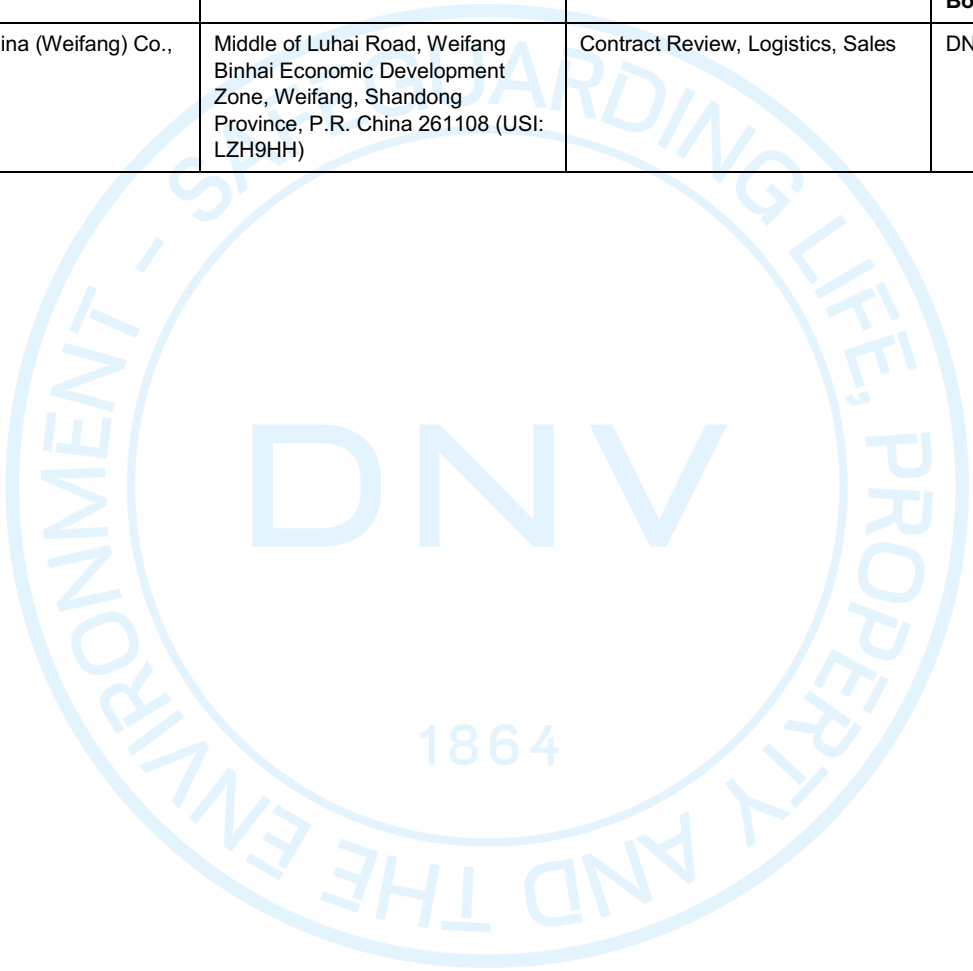 Bo
ina (Weifang) Co.,
Middle of Luhai Road, Weifang
Binhai Economic Development
Zone, Weifang, Shandong
Province, P.R. China 261108 (USI:
LZH9HH)
Contract Review, Logistics, Sales
DN
SAFEGUARDING LIFE, PROPERTY AND THE ENVIRONMENT -
DNV
1864